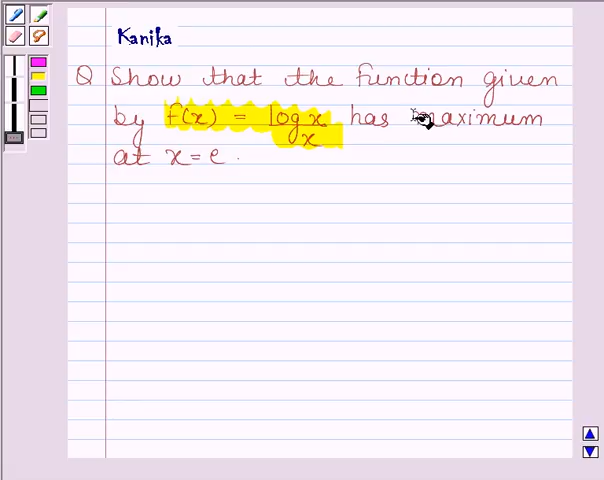 Kanika
Q Show that the function given
by f(x) = log x / x has maximum
at x = e.